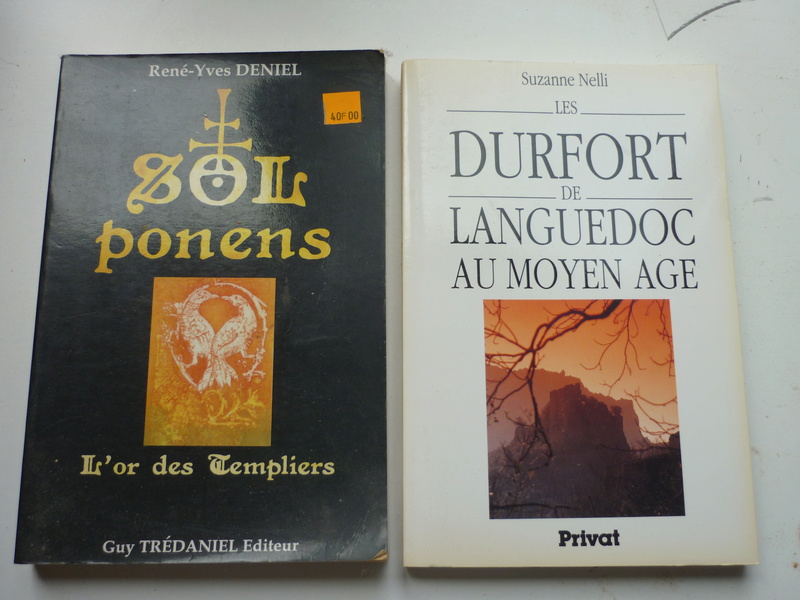 René-Yves DENIEL
40F00
SOL
ponens
L'or des Templiers
Guy TRÉDANIEL Editeur
Suzanne Nelli
LES
DURFORT
DE
LANGUEDOC
AU MOYEN AGE
Privat